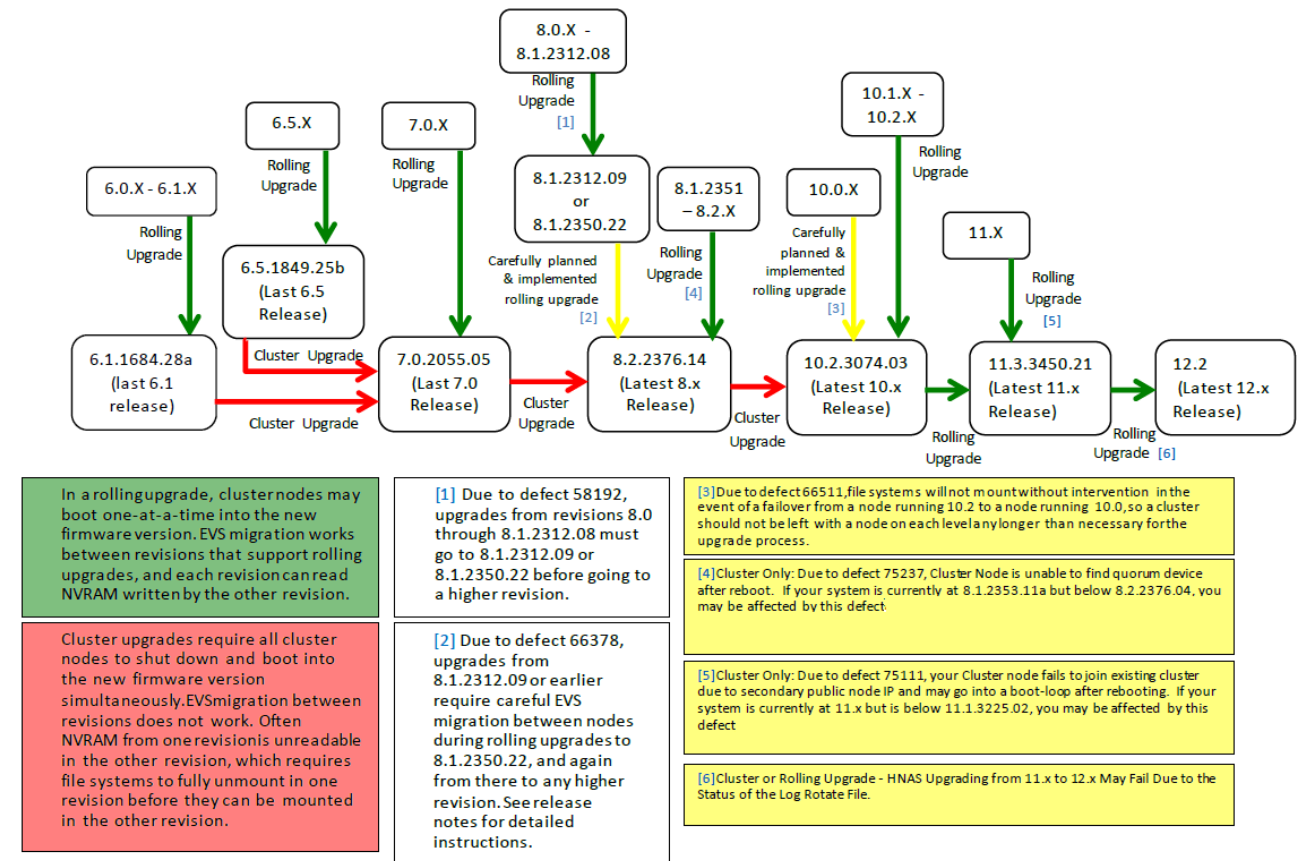 8.0.X -
8.1.2312.08
Rolling
Upgrade
[1]
10.1.X -
10.2.X
Rolling
Upgrade
6.5.X
Rolling
Upgrade
7.0.X
Rolling
Upgrade
6.0.X - 6.1.X
Rolling
Upgrade
8.1.2312.09
or
8.1.2350.22
Carefully planned
& implemented
rolling upgrade
[2]
8.1.2351
– 8.2.X
Rolling
Upgrade
[4]
10.0.X
Carefully
planned &
implemented
rolling upgrade
[3]
11.X
Rolling
Upgrade
[5]
6.5.1849.25b
(Last 6.5
Release)
Cluster Upgrade
6.1.1684.28a
(last 6.1
release)
Cluster Upgrade
7.0.2055.05
(Last 7.0
Release)
Cluster
Upgrade
8.2.2376.14
(Latest 8.x
Release)
Cluster
Upgrade
10.2.3074.03
(Latest 10.x
Release)
Rolling
Upgrade
11.3.3450.21
(Latest 11.x
Release)
Rolling
Upgrade [6]
12.2
(Latest 12.x
Release)
In a rolling upgrade, cluster nodes may
boot one-at-a-time into the new
firmware version. EVS migration works
between revisions that support rolling
upgrades, and each revision can read
NVRAM written by the other revision.
Cluster upgrades require all cluster
nodes to shut down and boot into
the new firmware version
simultaneously.EVS migration between
revisions does not work. Often
NVRAM from one revision is unreadable
in the other revision, which requires
file systems to fully unmount in one
revision before they can be mounted
in the other revision.
[1] Due to defect 58192,
upgrades from revisions 8.0
through 8.1.2312.08 must
go to 8.1.2312.09 or
8.1.2350.22 before going to
a higher revision.
[2] Due to defect 66378,
upgrades from
8.1.2312.09 or earlier
require careful EVS
migration between nodes
during rolling upgrades to
8.1.2350.22, and again
from there to any higher
revision. See release
notes for detailed
instructions.
[3]Due to defect 66511,file systems will not mount without intervention in the
event of a failover from a node running 10.2 to a node running 10.0, so a cluster
should not be left with a node on each level any longer than necessary for the
upgrade process.
[4]Cluster Only: Due to defect 75237, Cluster Node is unable to find quorum device
after reboot. If your system is currently at 8.1.2353.11a but below 8.2.2376.04, you
may be affected by this defect.
[5]Cluster Only: Due to defect 75111, your Cluster node fails to join existing cluster
due to secondary public node IP and may go into a boot-loop after rebooting. If your
system is currently at 11.x but is below 11.1.3225.02, you may be affected by this
defect
[6]Cluster or Rolling Upgrade - HNAS Upgrading from 11.x to 12.x May Fail Due to the
Status of the Log Rotate File.